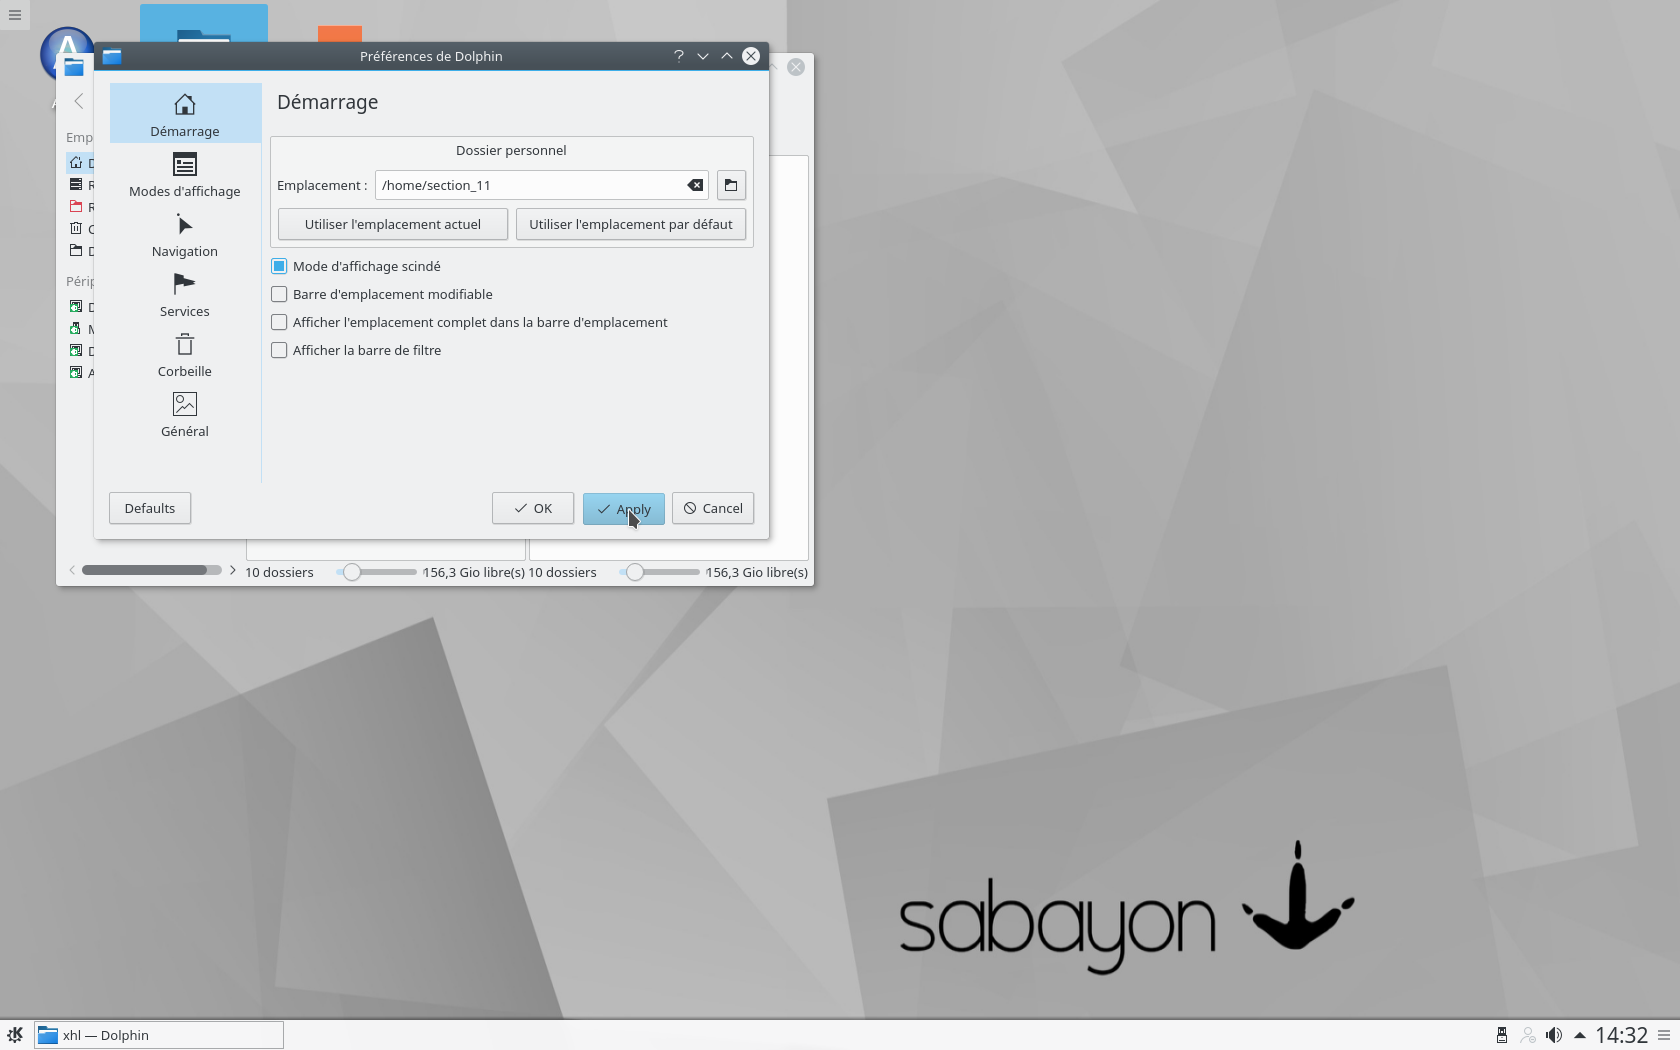 Préférences de Dolphin
Démarrage
Modes d'affichage
Navigation
Services
Corbeille
Général
Démarrage
Dossier personnel
Emplacement :
/home/section_11
Utiliser l'emplacement actuel
Utiliser l'emplacement par défaut
Mode d'affichage scindé
Barre d'emplacement modifiable
Afficher l'emplacement complet dans la barre d'emplacement
Afficher la barre de filtre
Defaults
OK
Apply
Cancel
10 dossiers
156,3 Gio libre(s)
10 dossiers
156,3 Gio libre(s)
sabayon
xhl — Dolphin
14:32